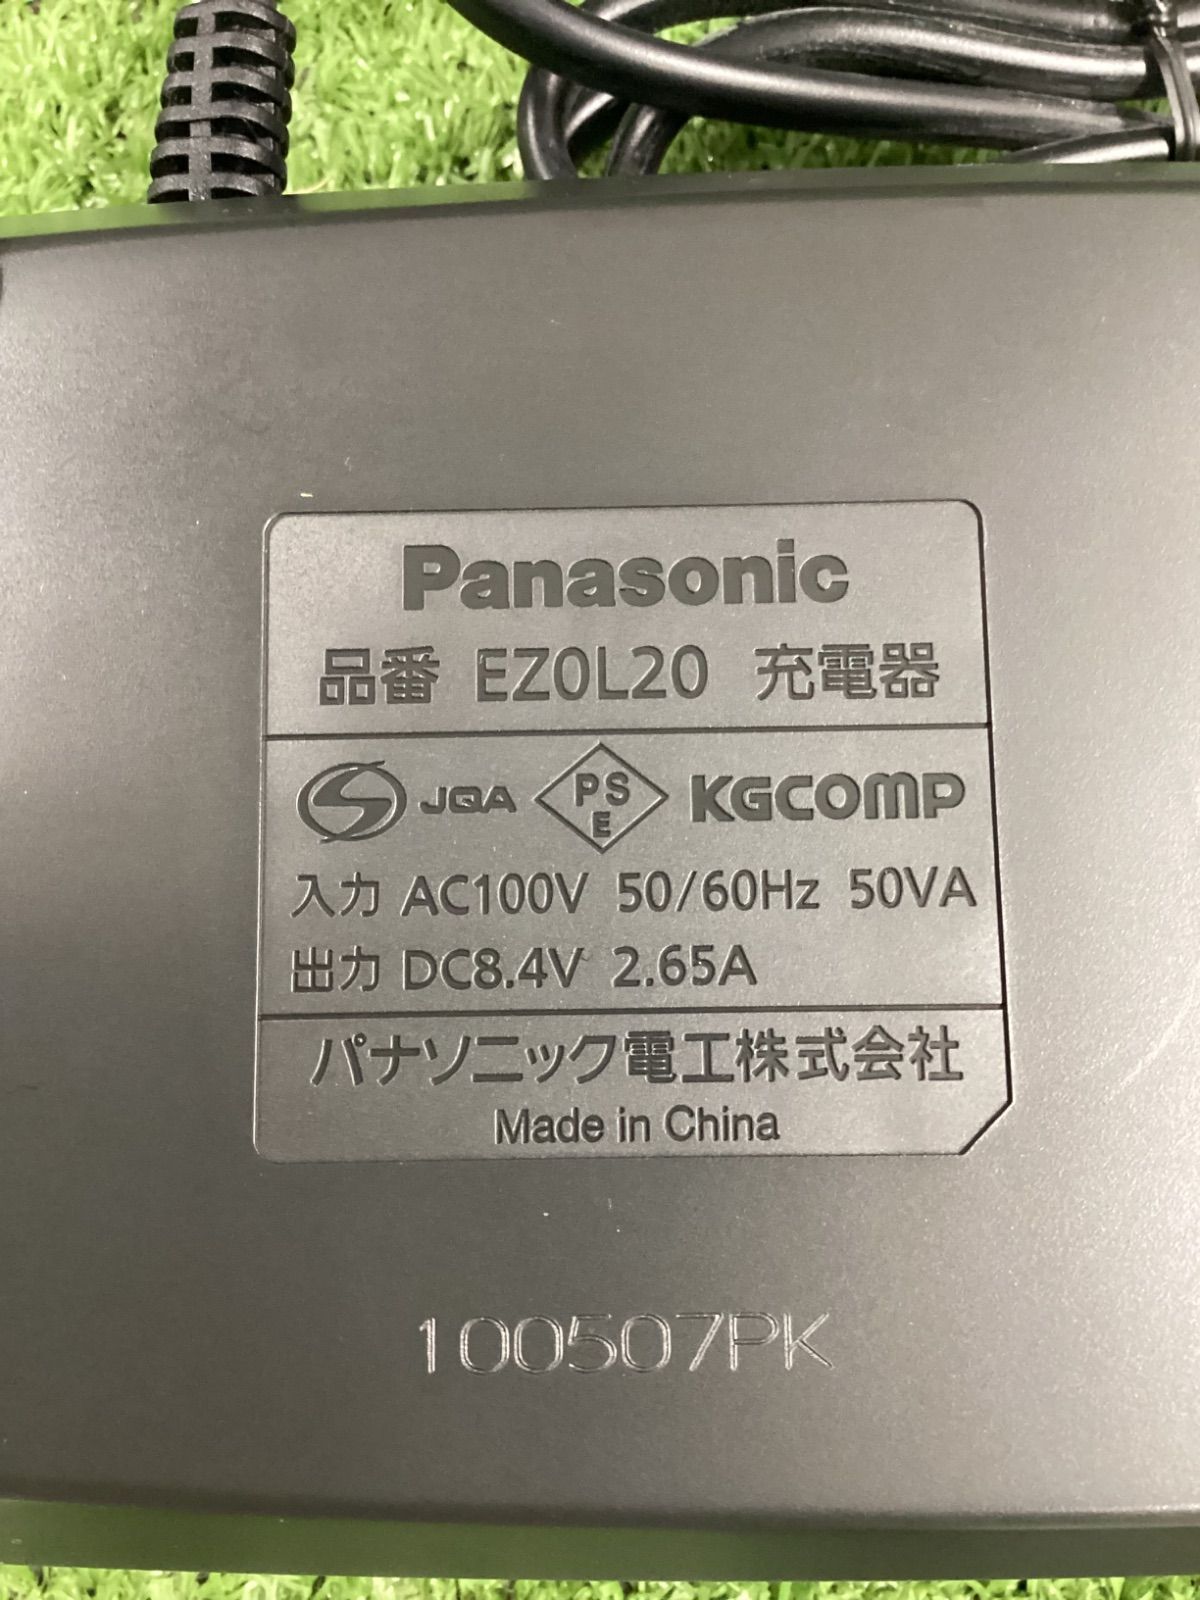 Panasonic
品番 EZ0L20 充電器
JQA PSE KGCOMP
入力 AC100V 50/60Hz 50VA
出力 DC8.4V 2.65A
パナソニック電工株式会社
Made in China
100507PK